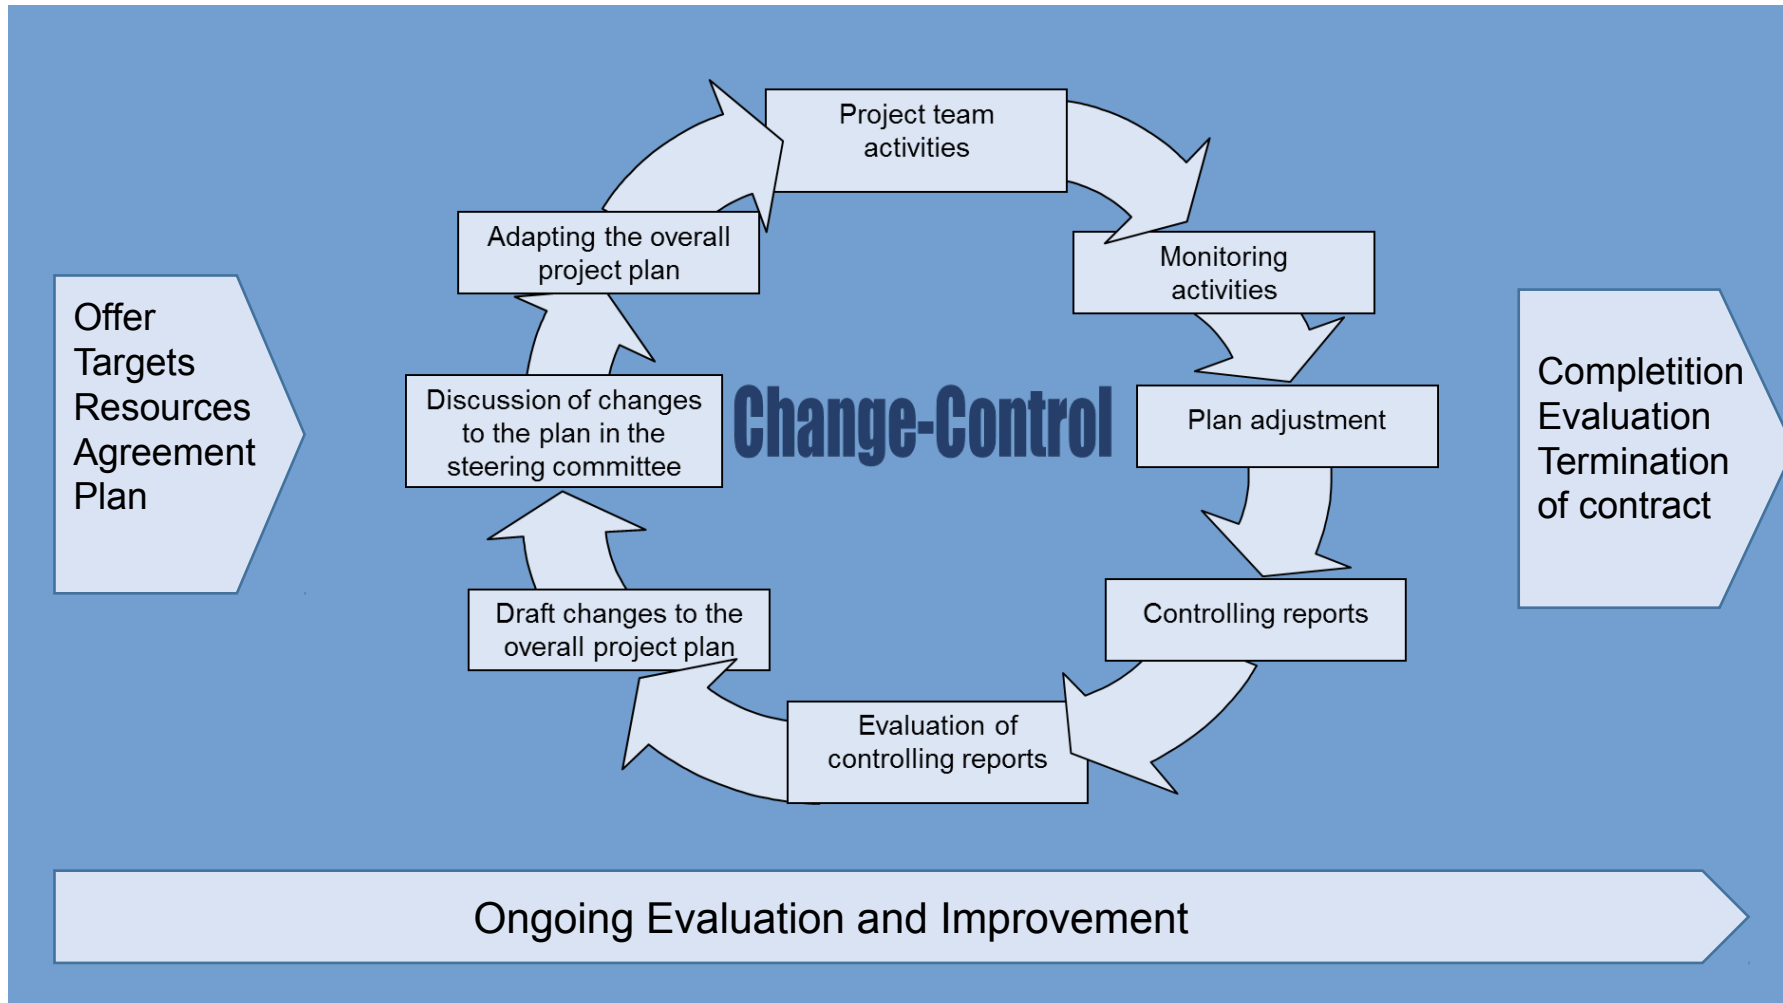 Project team
activities
Adapting the overall
project plan
Monitoring
activities
Offer
Targets
Resources
Agreement
Plan
Discussion of changes
to the plan in the
steering committee
Change-Control
Plan adjustment
Completition
Evaluation
Termination
of contract
Draft changes to the
overall project plan
Controlling reports
Evaluation of
controlling reports
Ongoing Evaluation and Improvement